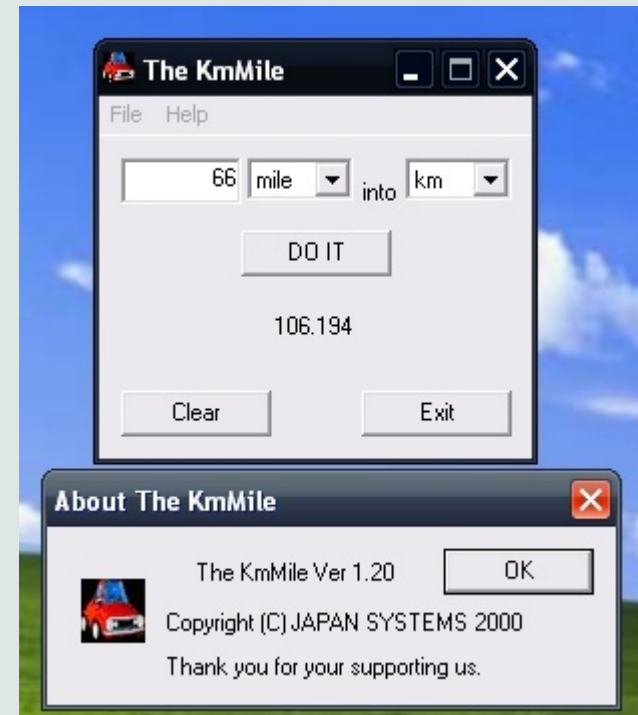 The KmMile
File Help
66 mile into km
DO IT
106.194
Clear Exit
About The KmMile
The KmMile Ver 1.20 OK
Copyright (C) JAPAN SYSTEMS 2000
Thank you for your supporting us.